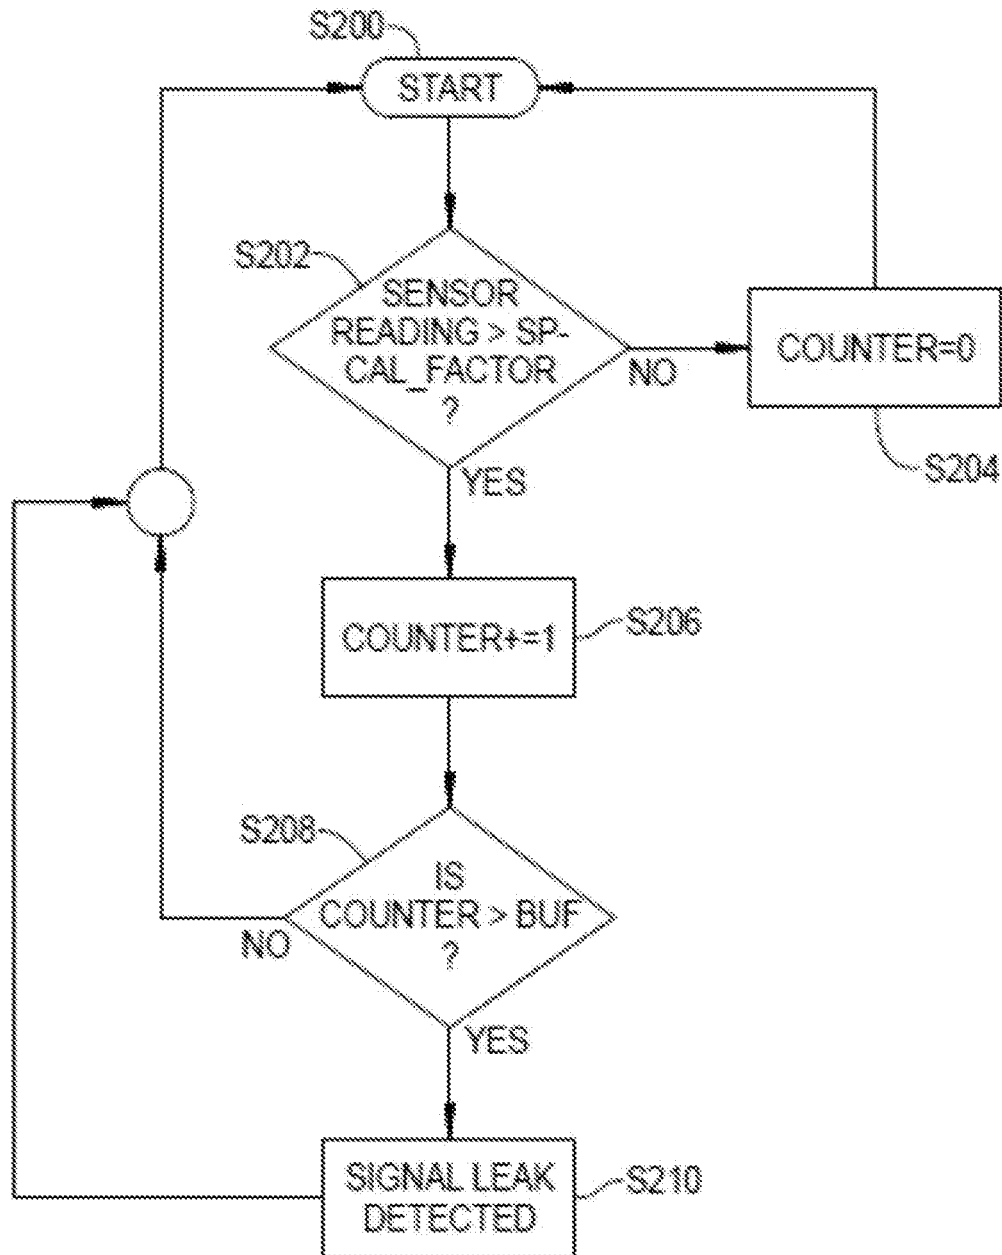 S200
START
S202
SENSOR
READING > SP-
CAL_FACTOR
?
NO
COUNTER=0
S204
YES
COUNTER+=1
S206
S208
IS
COUNTER > BUF
?
NO
YES
SIGNAL LEAK
DETECTED
S210